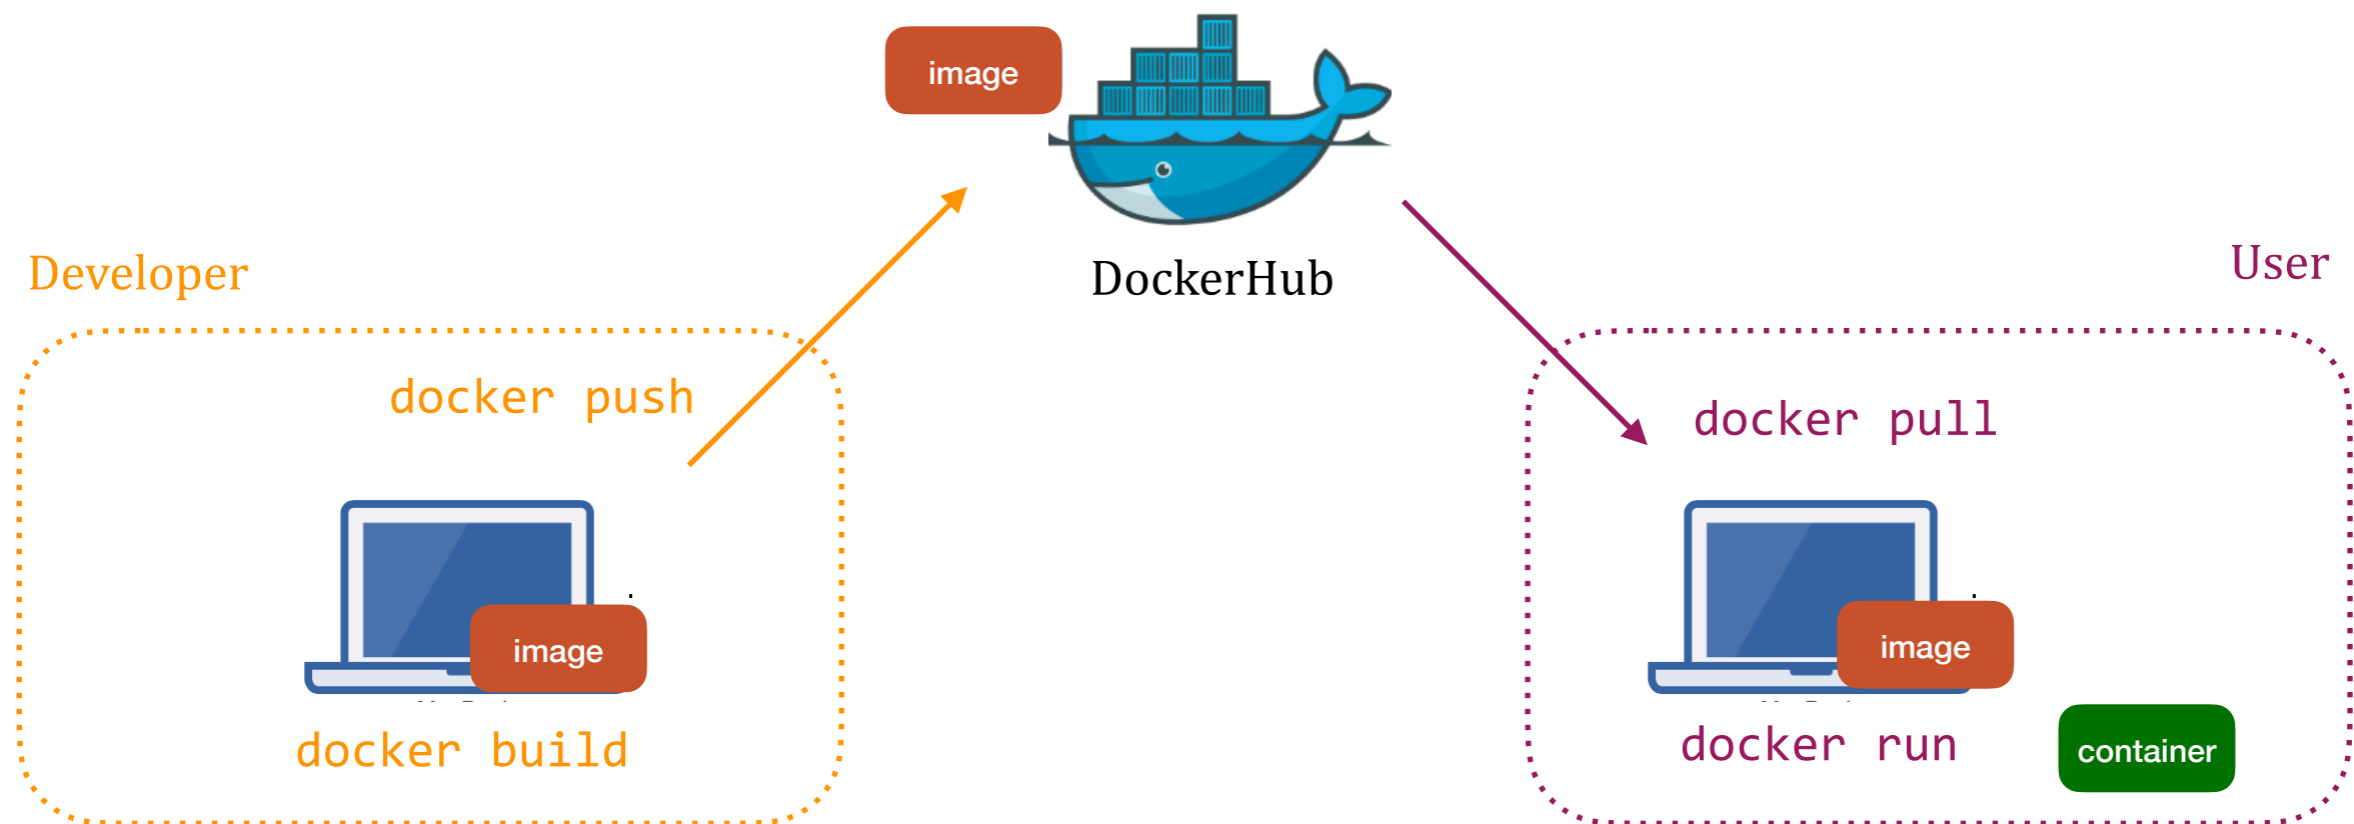 image
DockerHub
Developer
User
docker push
docker pull
image
image
docker build
docker run
container